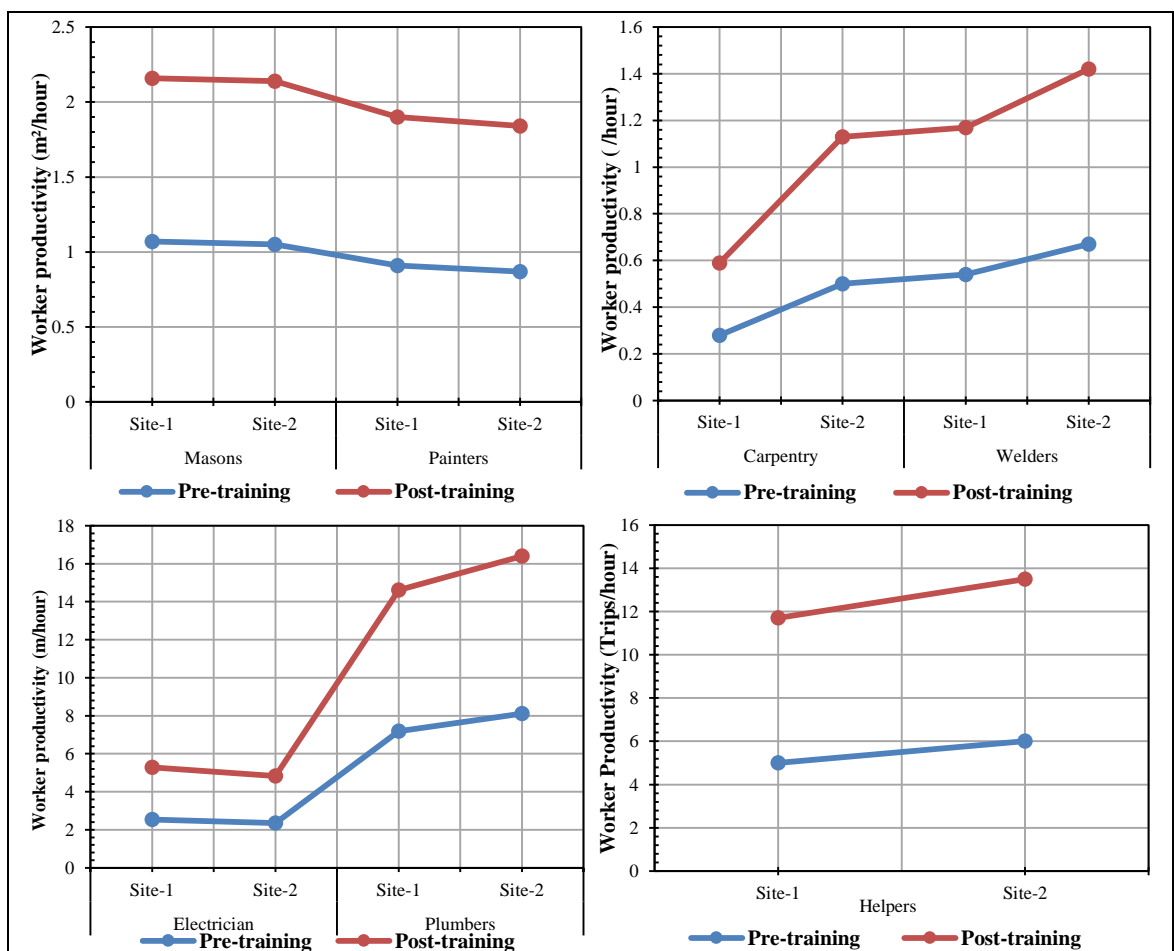 Worker productivity (m²/hour)
2.5
2
1.5
1
0.5
0
Site-1 Site-2 Site-1 Site-2
Masons Painters
Pre-training Post-training
Worker productivity ( /hour)
1.6
1.4
1.2
1
0.8
0.6
0.4
0.2
0
Site-1 Site-2 Site-1 Site-2
Carpentry Welders
Pre-training Post-training
Worker productivity (m/hour)
18
16
14
12
10
8
6
4
2
0
Site-1 Site-2 Site-1 Site-2
Electrician Plumbers
Pre-training Post-training
Worker Productivity (Trips/hour)
16
14
12
10
8
6
4
2
0
Site-1 Site-2
Helpers
Pre-training Post-training